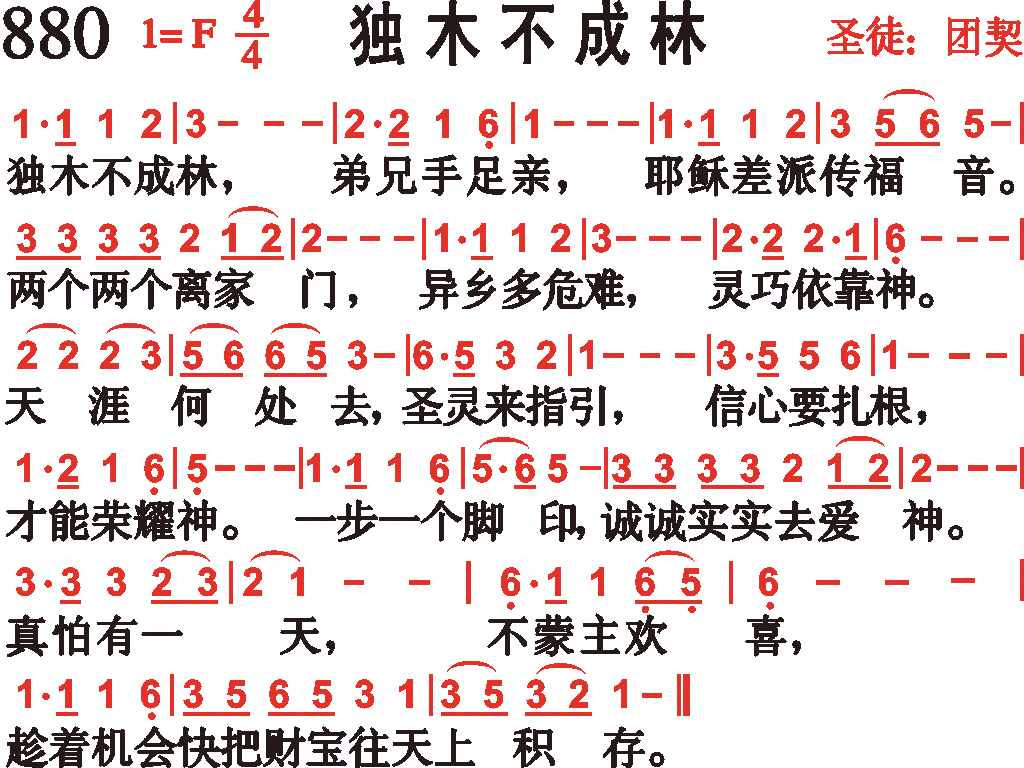 880 1=F 4/4 独木不成林 圣徒：团契
1·1 1 2|3 - - -|2·2 1 6|1 - - -|1·1 1 2|3 5 6 5 -|
独木不成林， 弟兄手足亲， 耶稣差派传福 音。
3 3 3 3 2 1 2|2 - - -|1·1 1 2|3 - - -|2·2 2·1|6 - - -|
两个两个离家 门， 异乡多危难， 灵巧依靠神。
2 2 2 3|5 6 6 5 3 -|6·5 3 2|1 - - -|3·5 5 6|1 - - -|
天 涯 何 处 去，圣灵来指引， 信心要扎根，
1·2 1 6|5 - - -|1·1 1 6|5·6 5 -|3 3 3 3 2 1 2|2 - - -|
才能荣耀神。 一步一个脚 印，诚诚实实去爱 神。
3·3 3 2 3|2 1 - -|6·1 1 6 5|6 - - -|
真怕有一 天， 不蒙主欢 喜，
1·1 1 6|3 5 6 5 3 1|3 5 3 2 1 -‖
趁着机会快把财宝往天上 积 存。